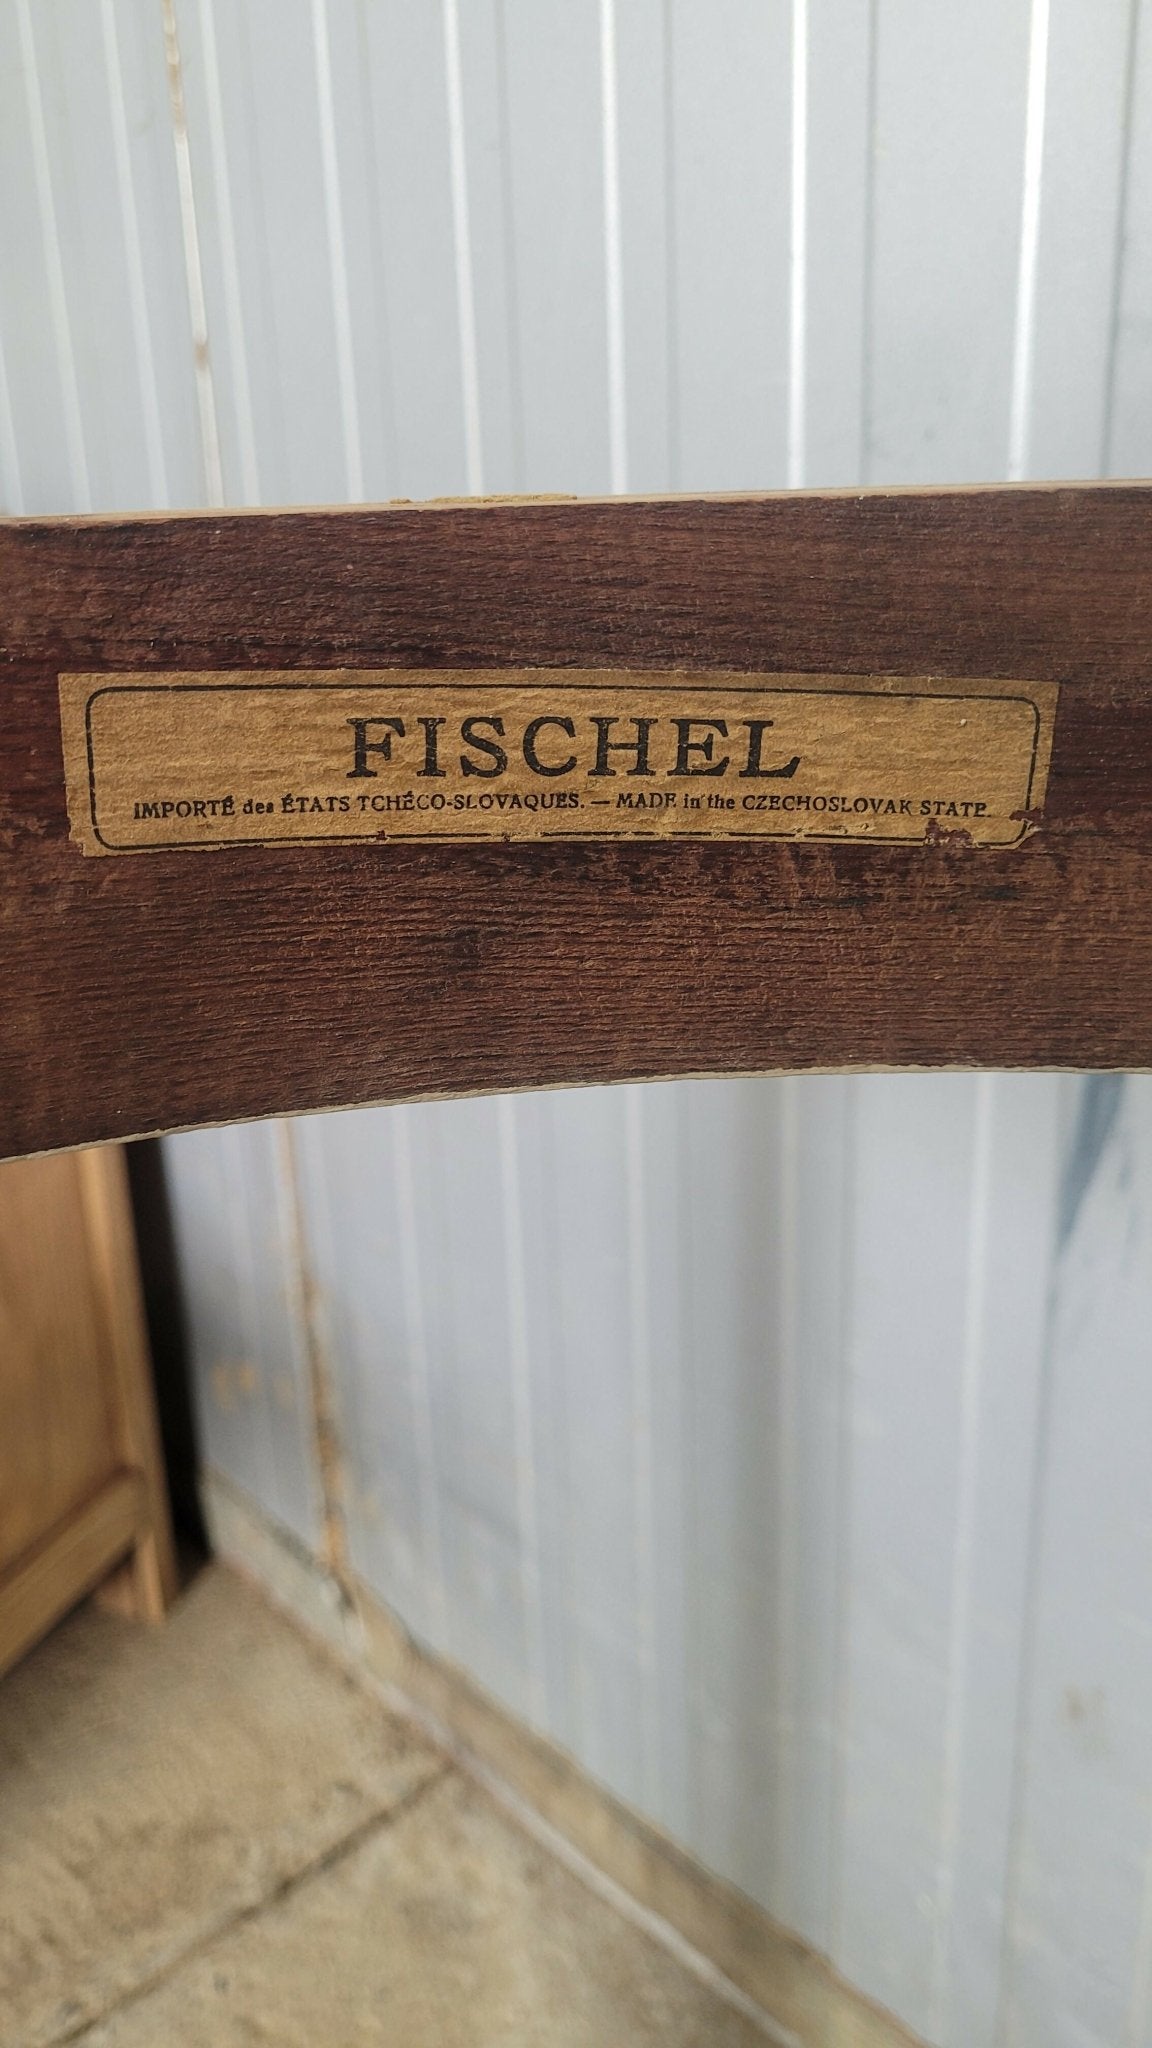 FISCHEL
IMPORTÉ des ÉTATS TCHÉCO-SLOVAQUES. — MADE in the CZECHOSLOVAK STATE.